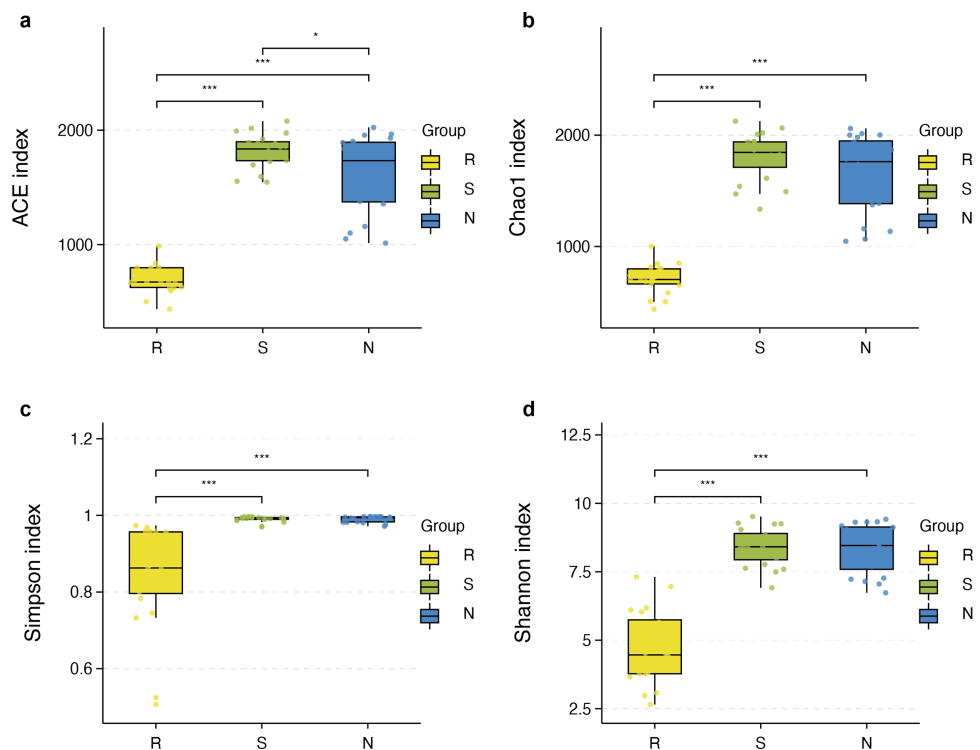 a
ACE index
2000
1000
***
***
*
R
S
N
Group
R
S
N
b
Chao1 index
2000
1000
***
***
R
S
N
Group
R
S
N
c
Simpson index
1.2
1
0.8
0.6
***
***
R
S
N
Group
R
S
N
d
Shannon index
12.5
10
7.5
5
2.5
***
***
R
S
N
Group
R
S
N